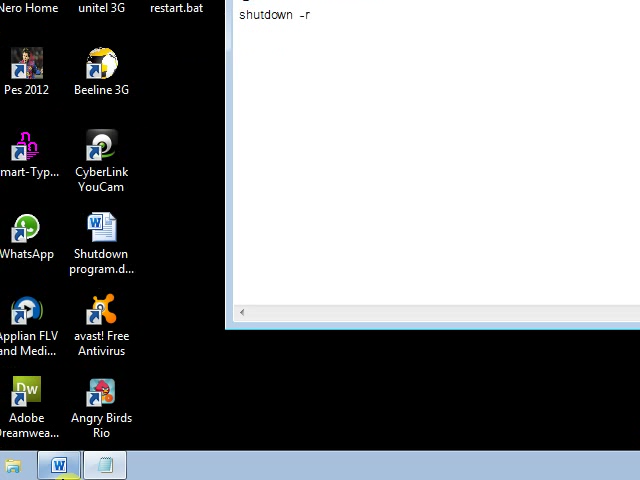 Nero Home
unitel 3G
restart.bat
shutdown -r
Pes 2012
Beeline 3G
mart-Typ...
CyberLink
YouCam
WhatsApp
Shutdown
program.d...
Applian FLV
and Medi...
avast! Free
Antivirus
Dw
Adobe
Dreamwea...
Angry Birds
Rio